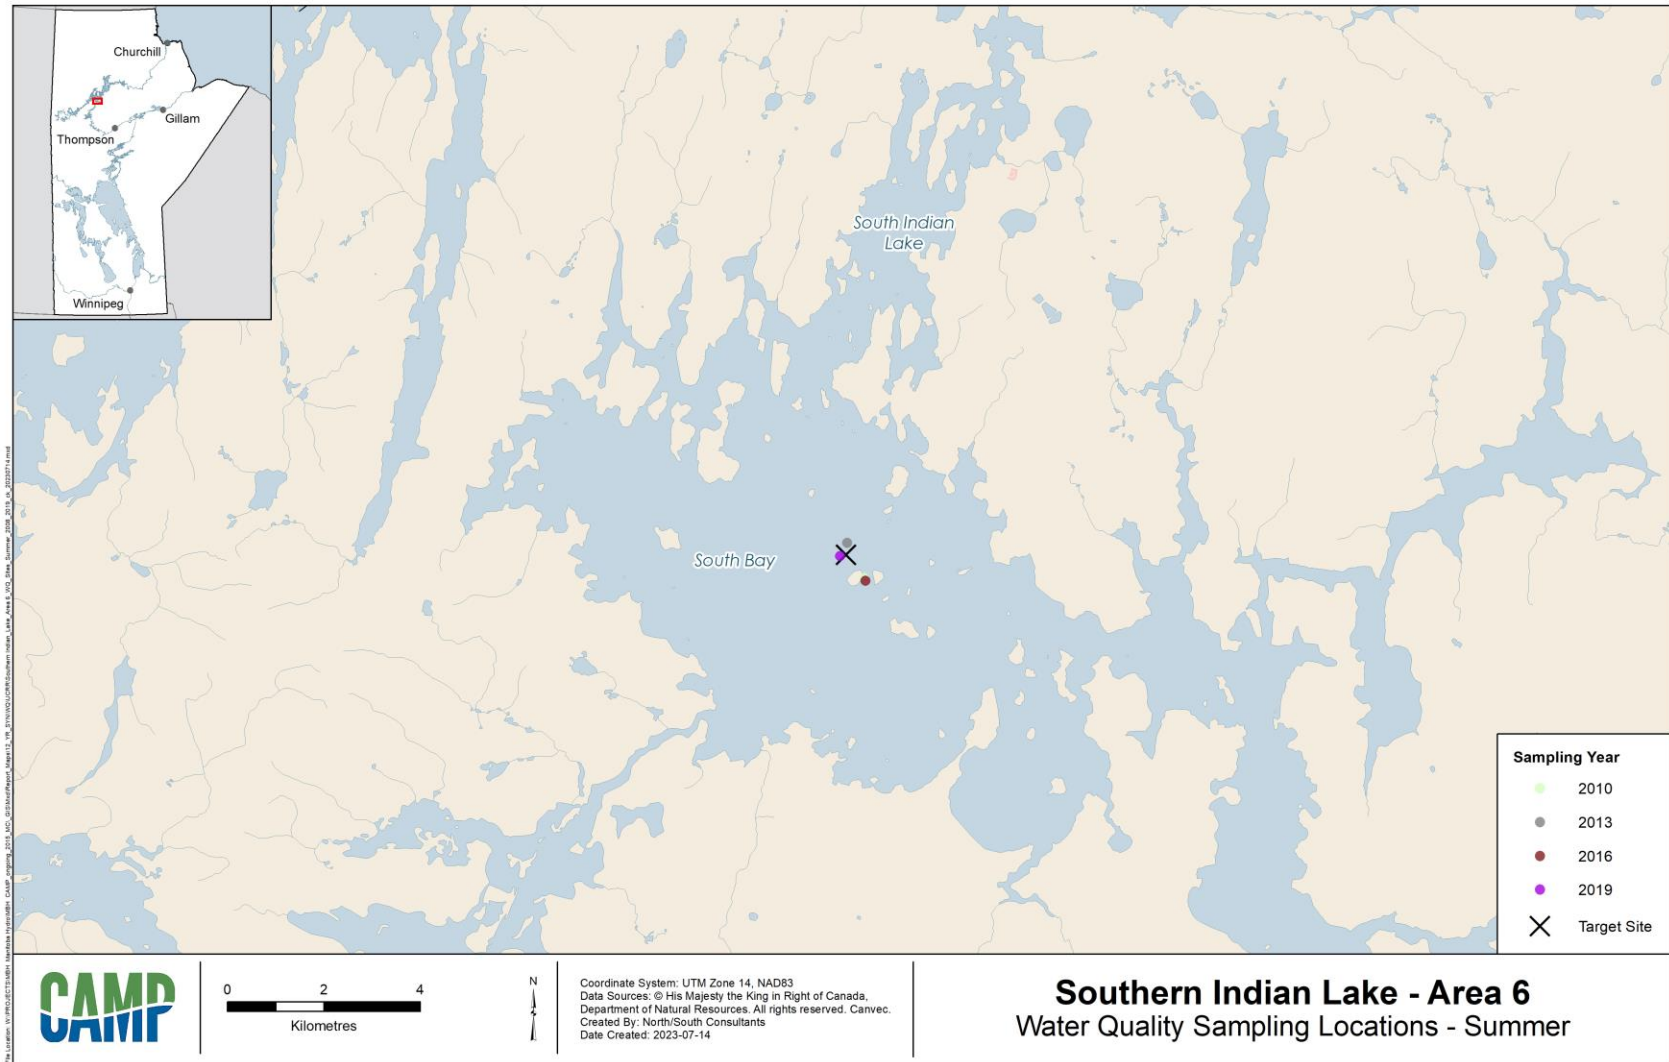 Churchill
Gillam
Thompson
Winnipeg
South Indian
Lake
South Bay
Sampling Year
2010
2013
2016
2019
Target Site
CAMP
0 2 4
Kilometres
N
Coordinate System: UTM Zone 14, NAD83
Data Sources: © His Majesty the King in Right of Canada,
Department of Natural Resources. All rights reserved. Canvec.
Created By: North/South Consultants
Date Created: 2023-07-14
Southern Indian Lake - Area 6
Water Quality Sampling Locations - Summer